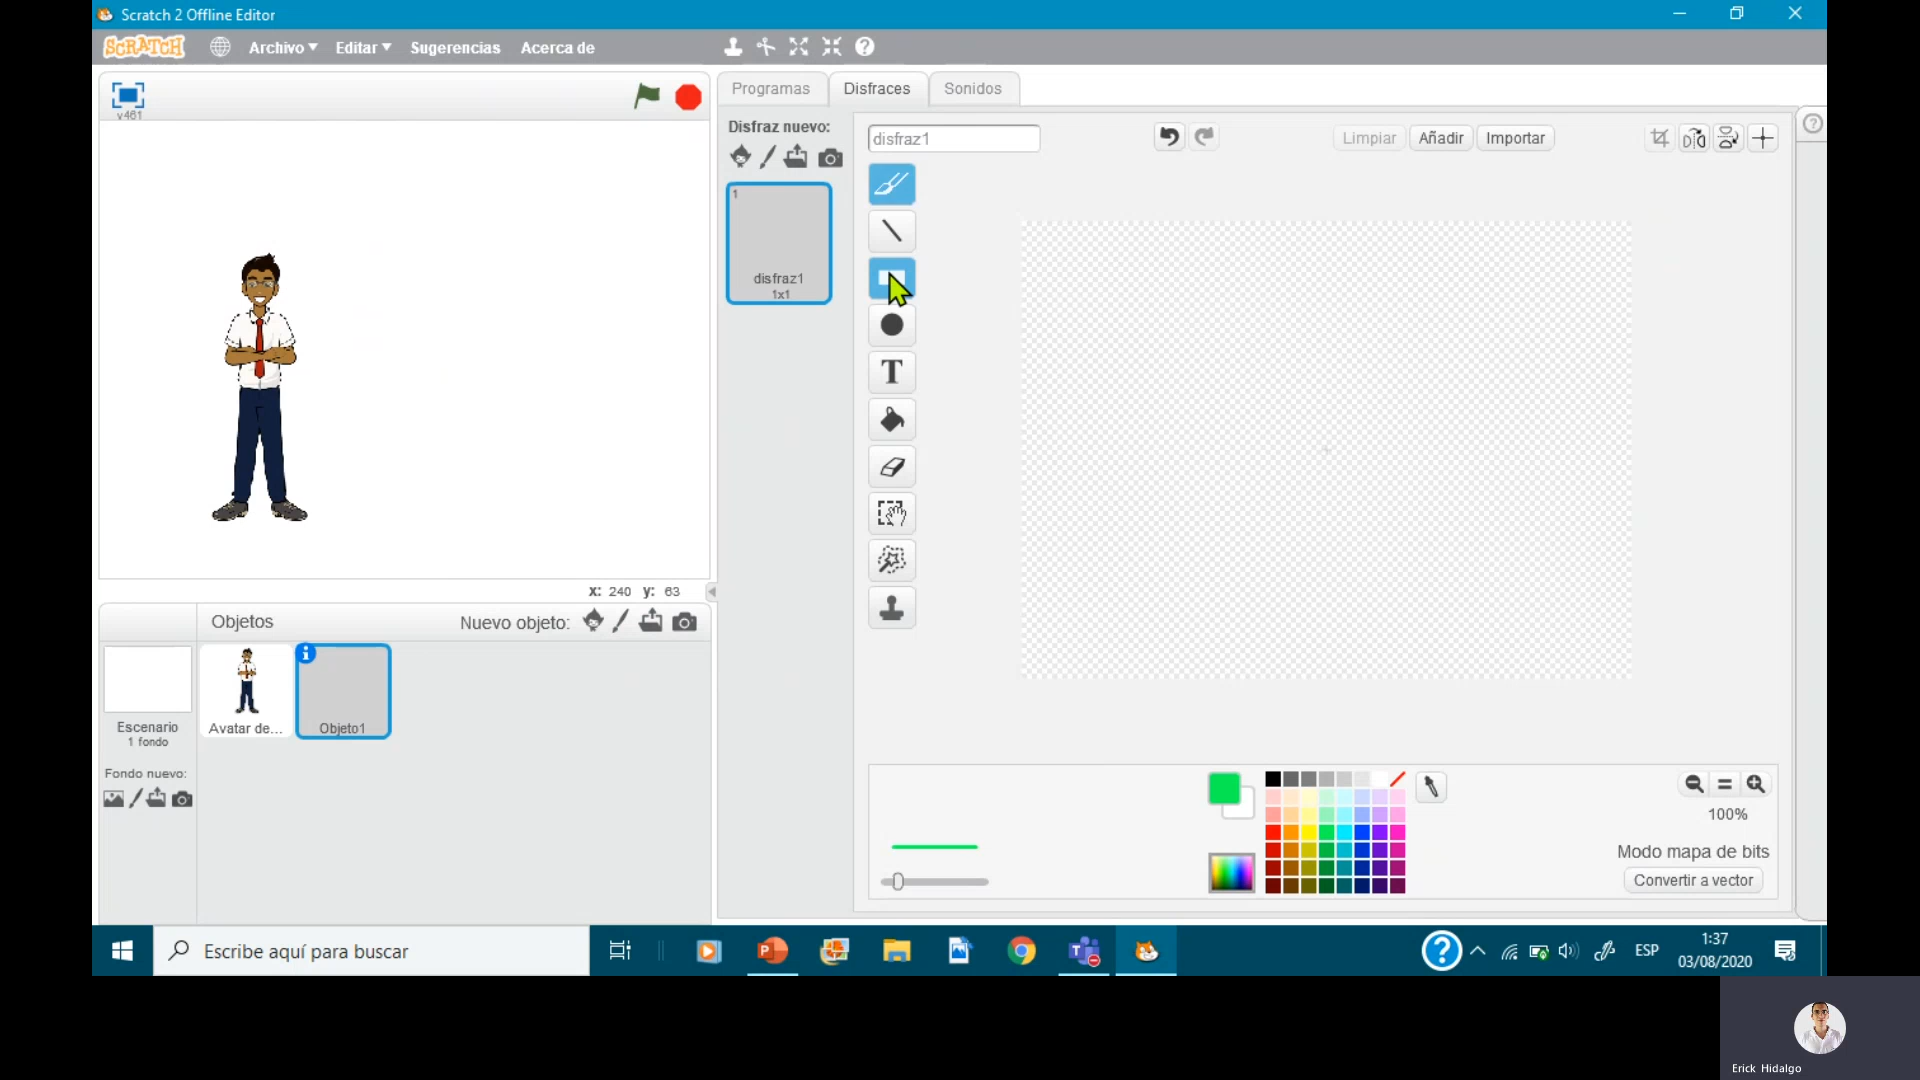 Scratch 2 Offline Editor
SCRATCH
Archivo
Editar
Sugerencias
Acerca de
v461
Programas
Disfraces
Sonidos
Disfraz nuevo:
disfraz1
Limpiar
Añadir
Importar
1
disfraz1
1x1
T
x: 240 y: 63
Objetos
Nuevo objeto:
Escenario
1 fondo
Avatar de...
Objeto1
Fondo nuevo:
100%
Modo mapa de bits
Convertir a vector
Escribe aquí para buscar
ESP
1:37
03/08/2020
Erick Hidalgo